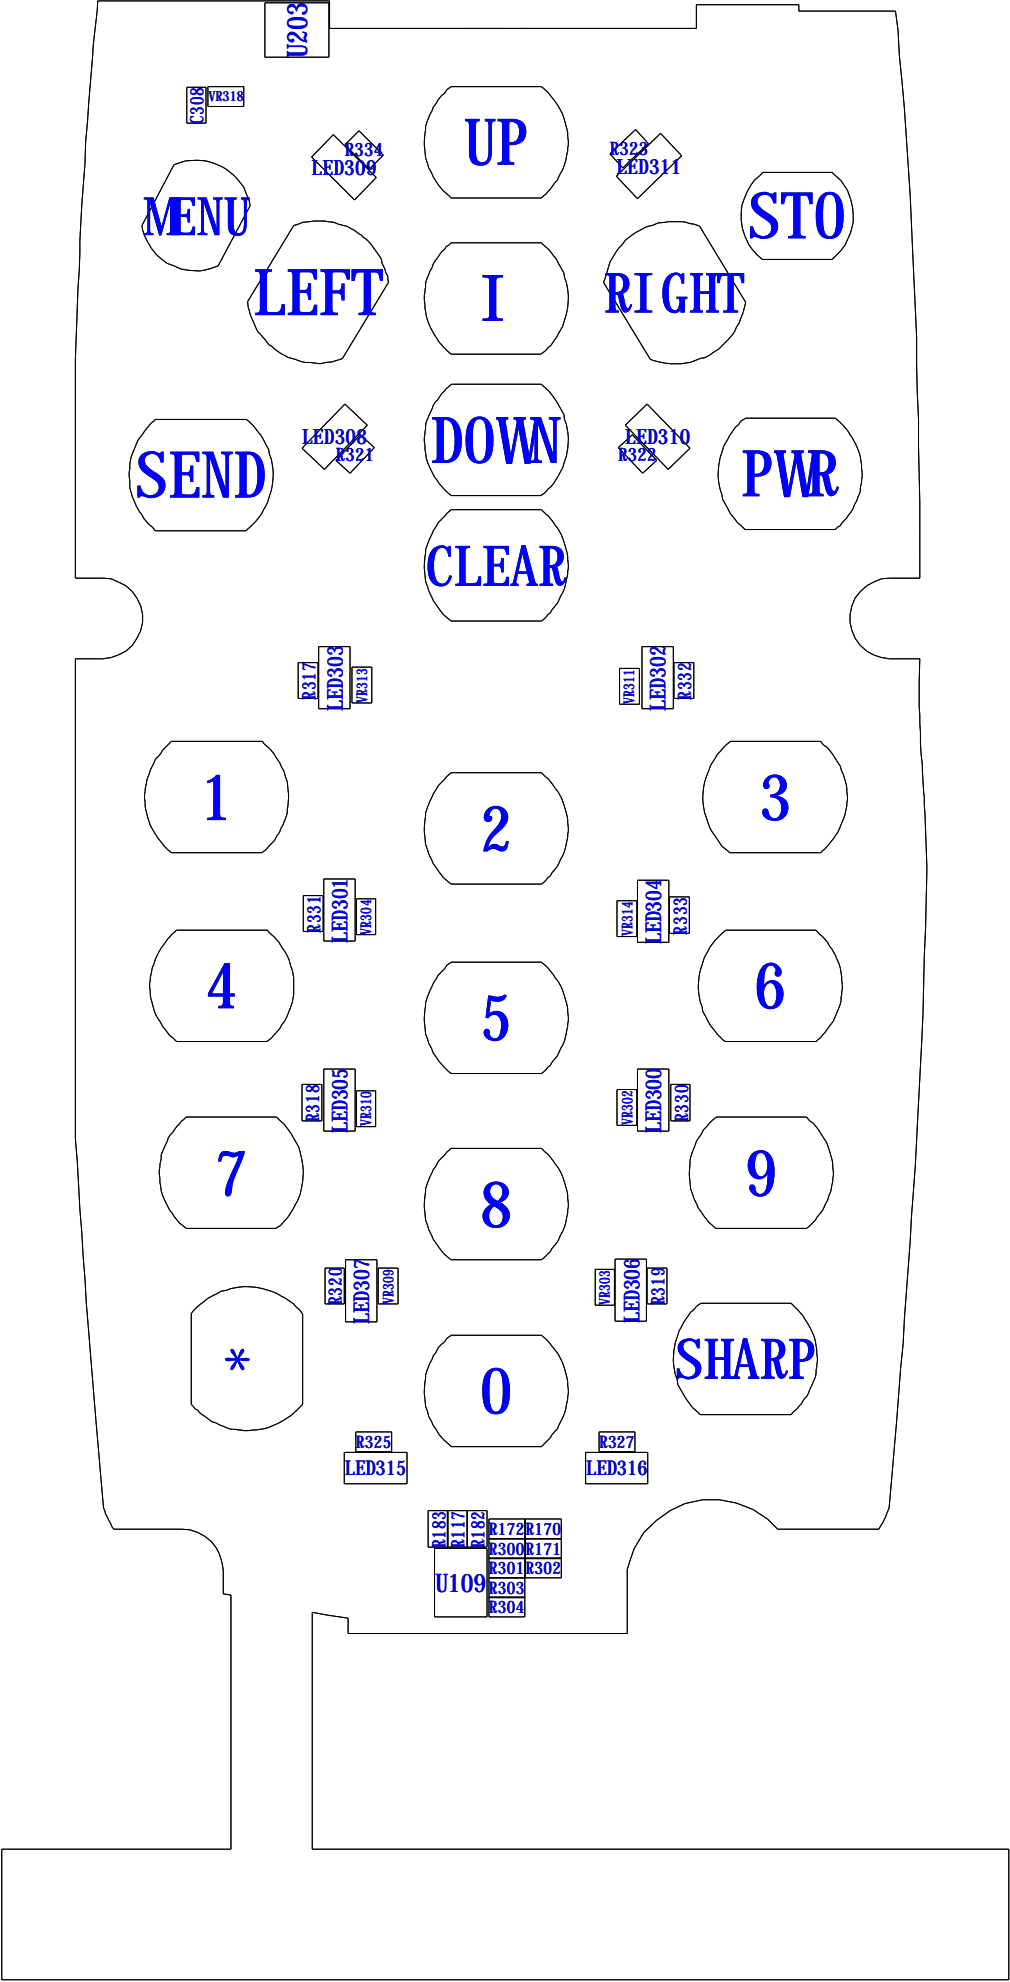 U203
C308
VR318
R334
LED309
UP
R323
LED311
MENU
STO
LEFT
I
RIGHT
LED308
R321
DOWN
LED310
R322
SEND
PWR
CLEAR
R317
LED303
VR313
VR311
LED302
R332
1
2
3
R331
LED301
VR304
VR314
LED304
R333
4
5
6
R318
LED305
VR310
VR302
LED300
R330
7
8
9
R320
LED307
VR309
VR303
LED306
R319
*
0
SHARP
R325
LED315
R327
LED316
R183
R117
R182
R172
R170
R300
R171
R301
R302
U109
R303
R304